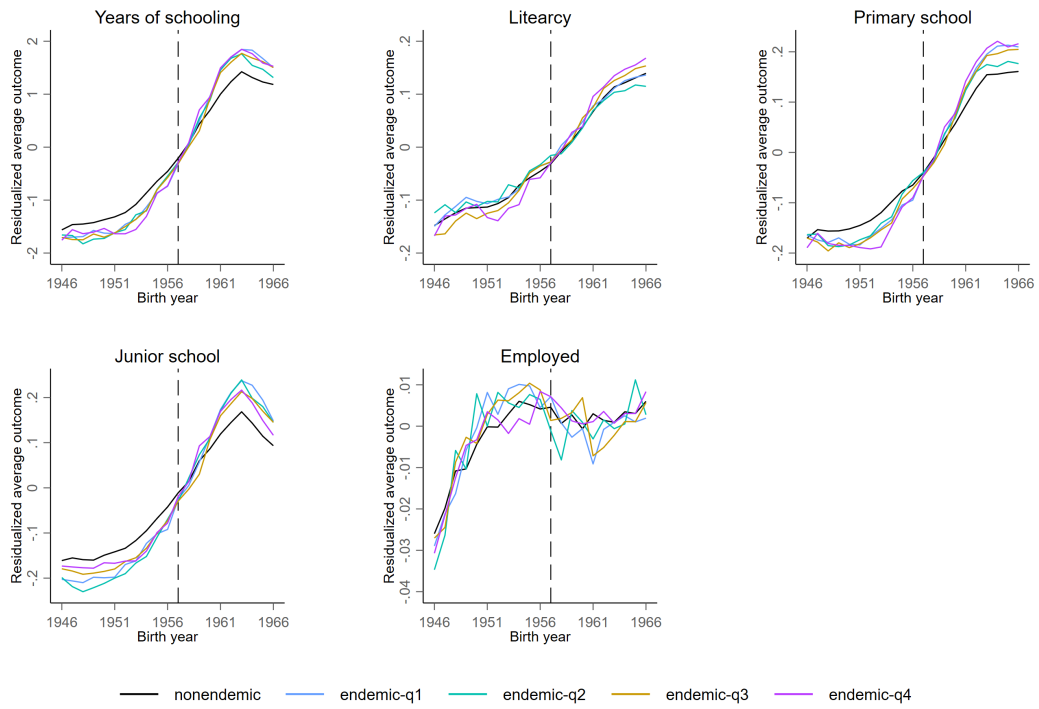 Years of schooling
Residualized average outcome
.2
.1
0
-.1
-.2
1946 1951 1956 1961 1966
Birth year
Litearcy
Residualized average outcome
.2
.1
0
-.1
-.2
1946 1951 1956 1961 1966
Birth year
Primary school
Residualized average outcome
.2
.1
0
-.1
-.2
1946 1951 1956 1961 1966
Birth year
Junior school
Residualized average outcome
.2
.1
0
-.1
-.2
1946 1951 1956 1961 1966
Birth year
Employed
Residualized average outcome
.01
0
-.01
-.02
-.03
-.04
1946 1951 1956 1961 1966
Birth year
nonendemic endemic-q1 endemic-q2 endemic-q3 endemic-q4